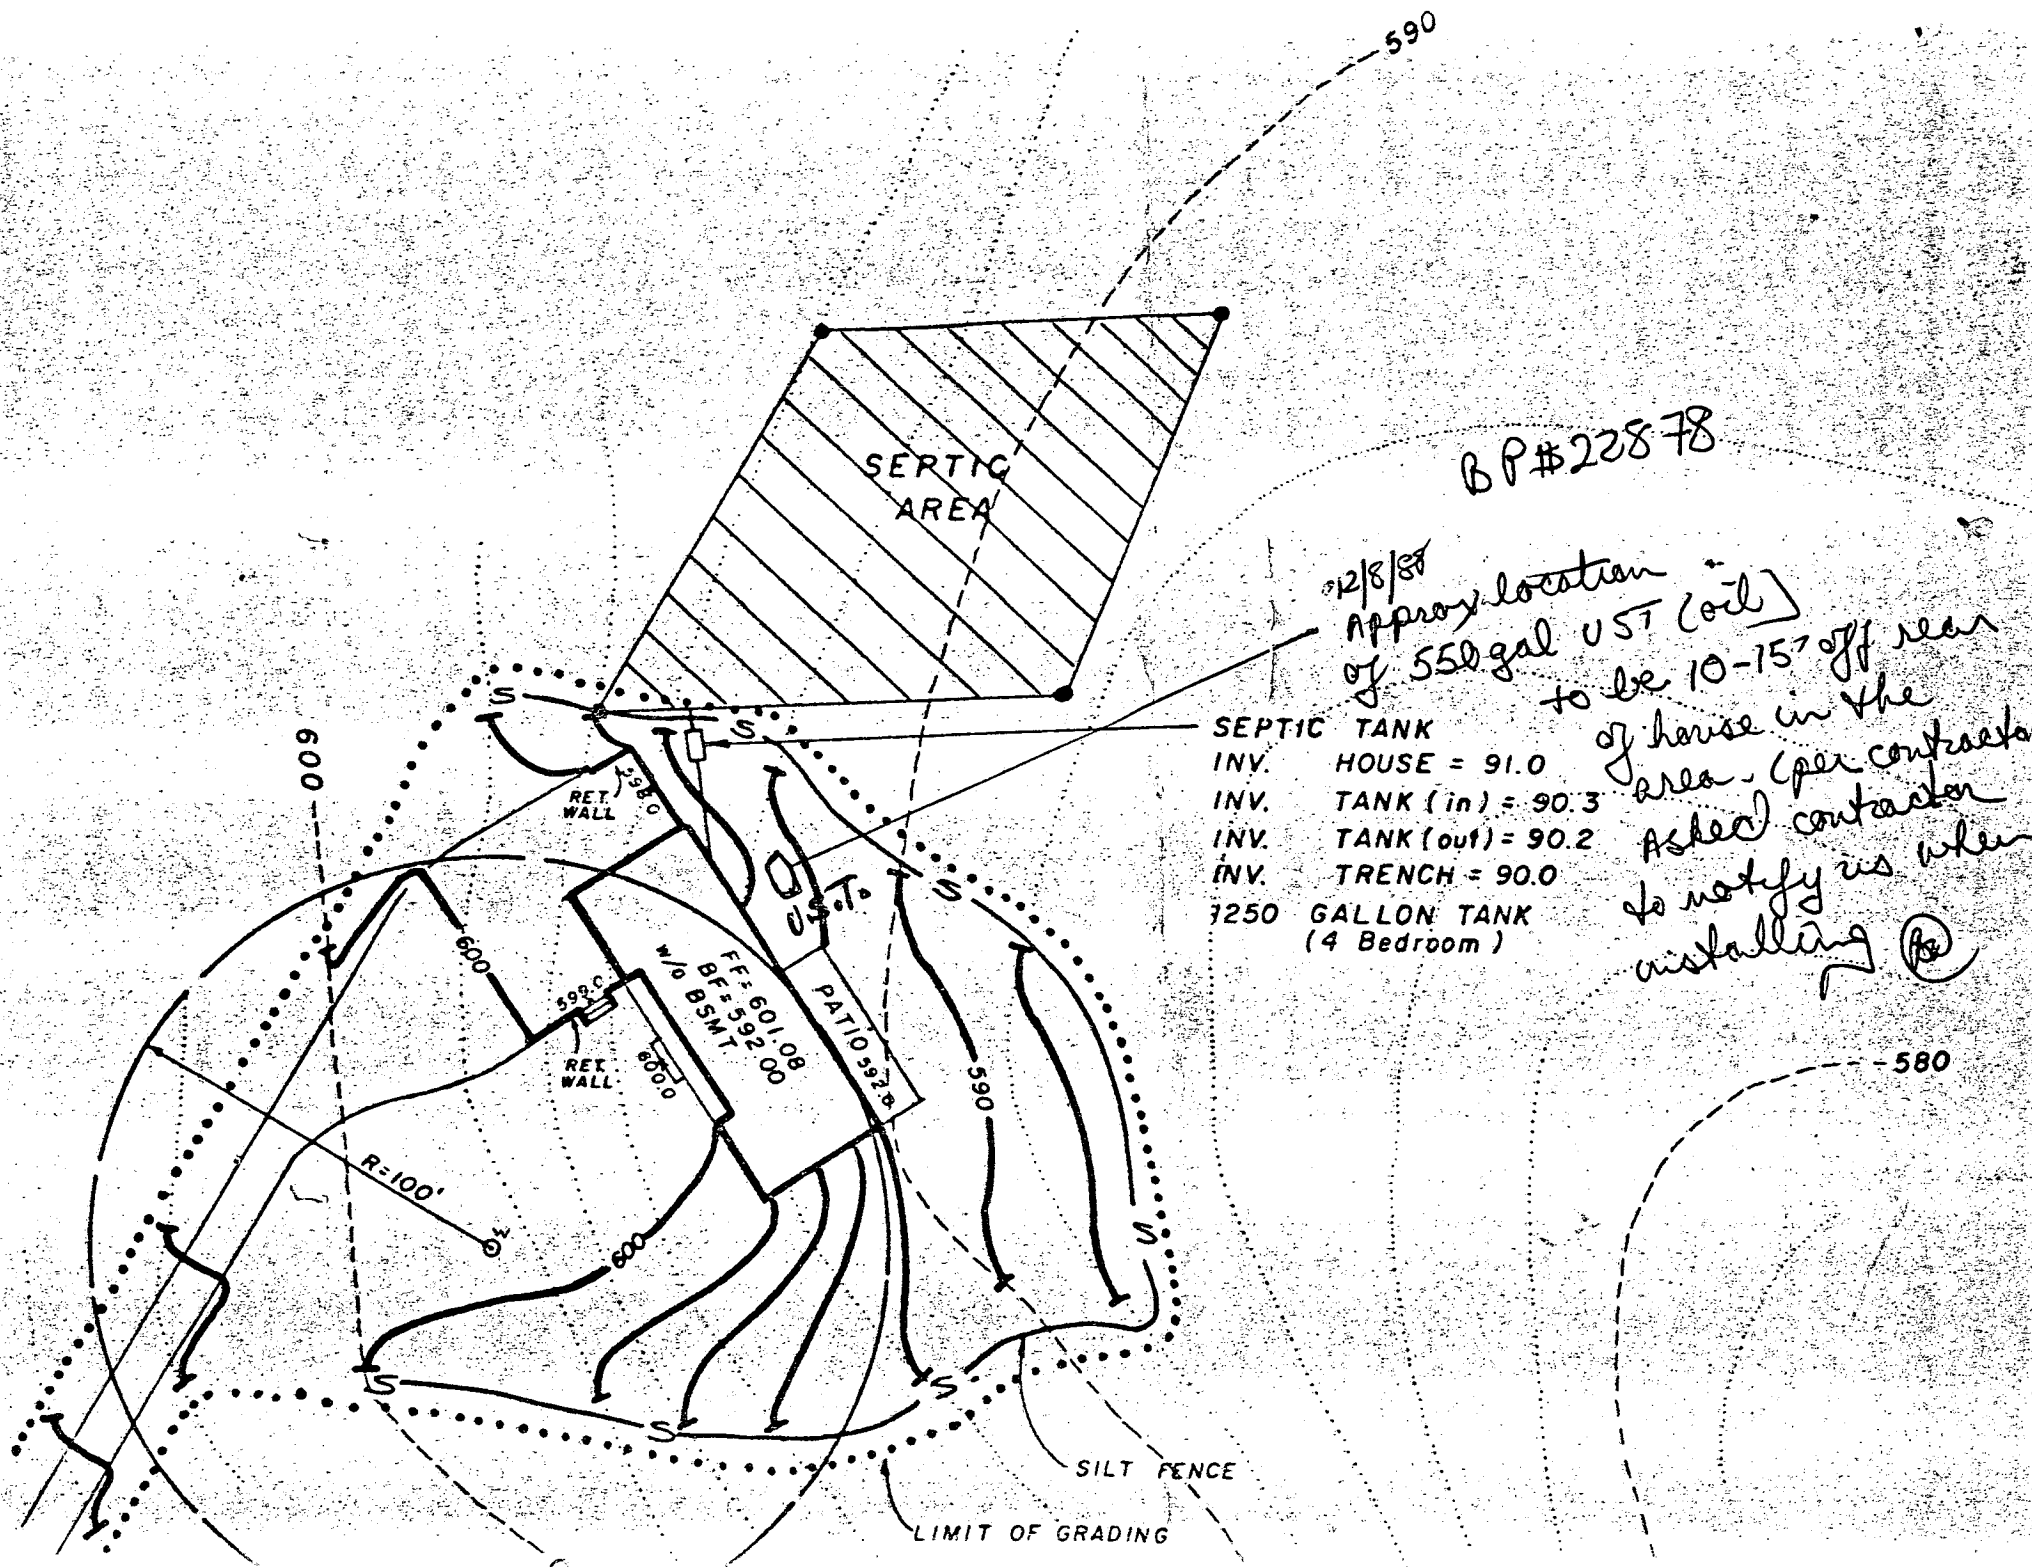 590
BP#22878
SEPTIC
AREA
12/8/88
Approx location
of 550 gal UST (oil)
to be 10-15' off rear
of house in the
area. (per contracto
Asked contractor
to notify us when
installing
S
S
600
SEPTIC TANK
INV. HOUSE = 91.0
INV. TANK (in) = 90.3
INV. TANK (out) = 90.2
INV. TRENCH = 90.0
1250 GALLON TANK
(4 Bedroom)
598.0
RET.
WALL
U.S.T.
S
600
598.0
RET.
WALL
600.0
FF=601.08
BF=592.00
w/o BSMT.
PATIO
590
580
R=100'
600
S
S
S
S
SILT FENCE
LIMIT OF GRADING